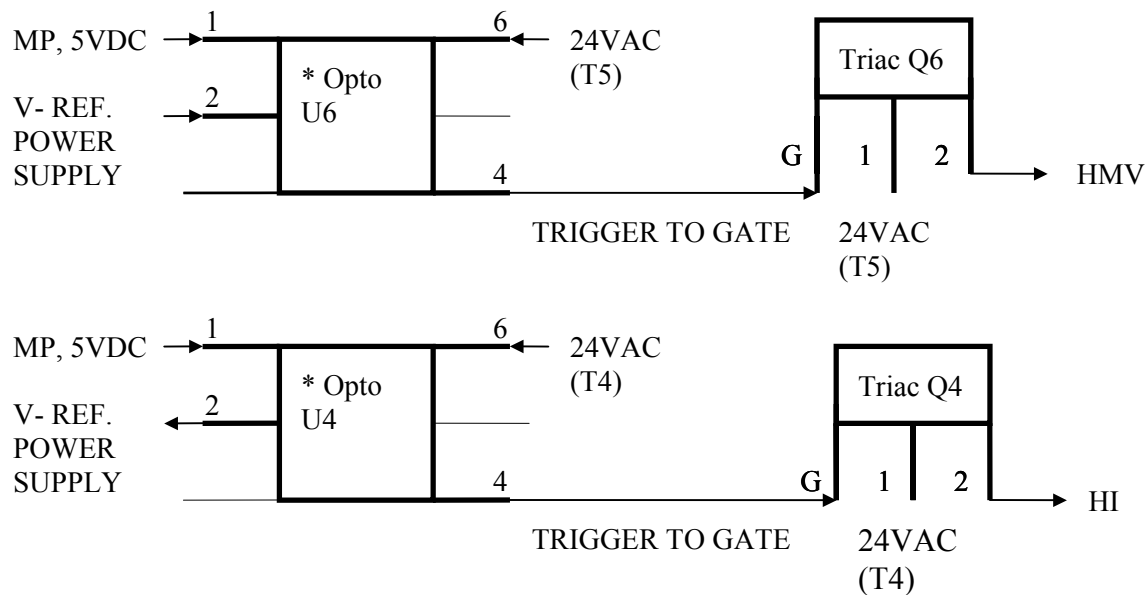 1
6
MP, 5VDC
24VAC
(T5)
* Opto
U6
Triac Q6
2
V- REF.
POWER
SUPPLY
4
G 1 2
HMV
TRIGGER TO GATE
24VAC
(T5)
1
6
MP, 5VDC
24VAC
(T4)
* Opto
U4
Triac Q4
2
V- REF.
POWER
SUPPLY
4
G 1 2
HI
TRIGGER TO GATE
24VAC
(T4)